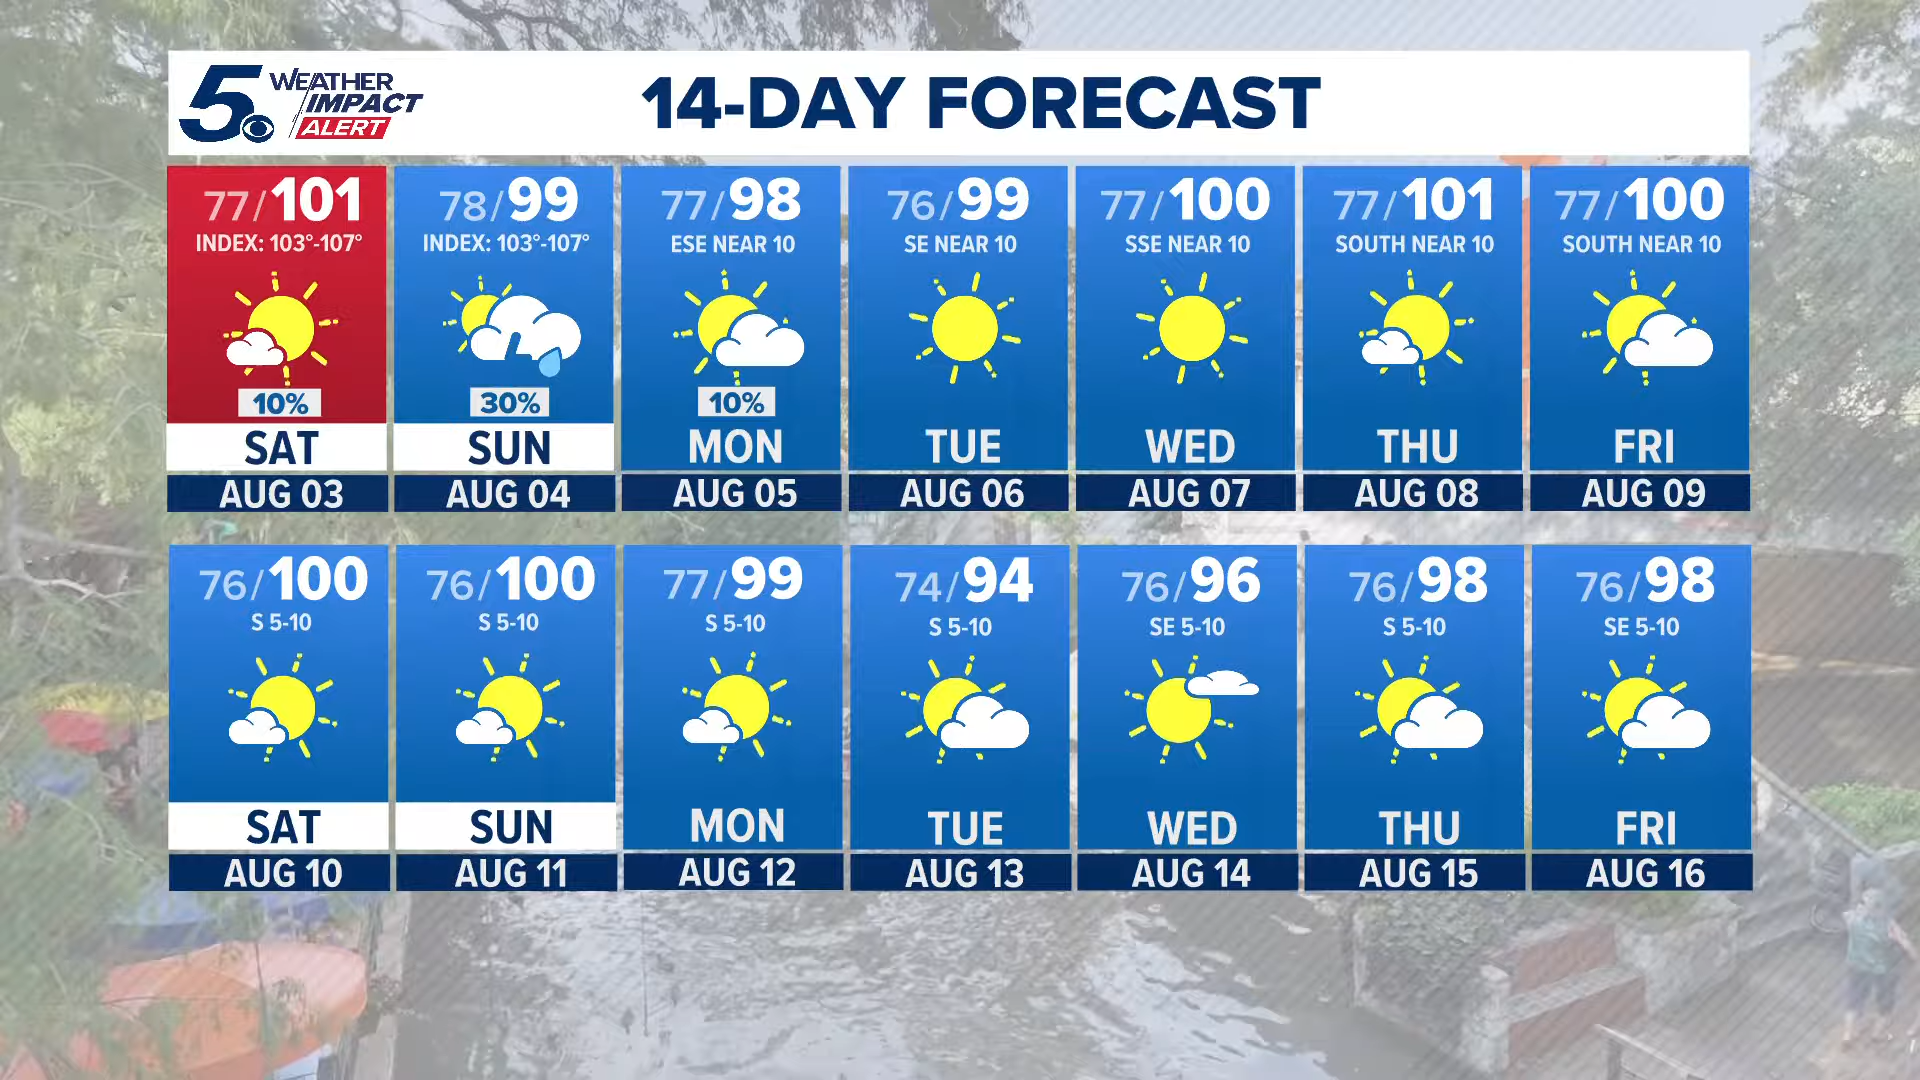 5 WEATHER IMPACT ALERT
14-DAY FORECAST
77/101
INDEX: 103°-107°
10%
SAT
AUG 03
78/99
INDEX: 103°-107°
30%
SUN
AUG 04
77/98
ESE NEAR 10
10%
MON
AUG 05
76/99
SE NEAR 10
TUE
AUG 06
77/100
SSE NEAR 10
WED
AUG 07
77/101
SOUTH NEAR 10
THU
AUG 08
77/100
SOUTH NEAR 10
FRI
AUG 09
76/100
S 5-10
SAT
AUG 10
76/100
S 5-10
SUN
AUG 11
77/99
S 5-10
MON
AUG 12
74/94
S 5-10
TUE
AUG 13
76/96
SE 5-10
WED
AUG 14
76/98
S 5-10
THU
AUG 15
76/98
SE 5-10
FRI
AUG 16